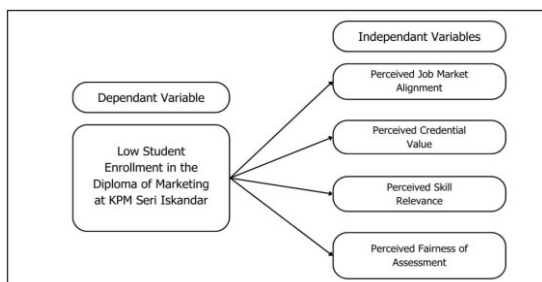 Independant Variables
Perceived Job Market
Alignment
Dependant Variable
Perceived Credential
Value
Low Student
Enrollment in the
Diploma of Marketing
at KPM Seri Iskandar
Perceived Skill
Relevance
Perceived Fairness of
Assessment